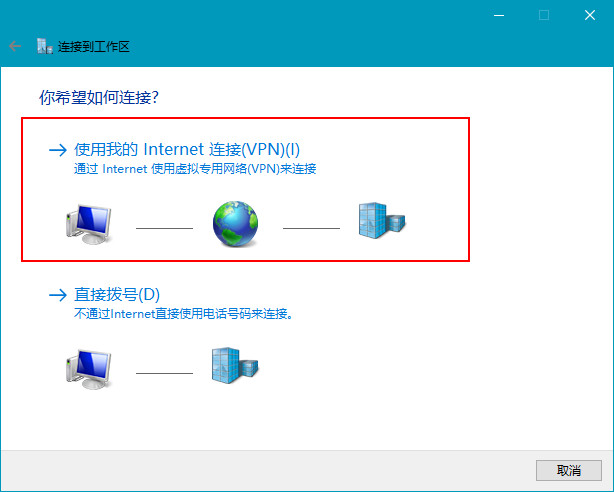 连接到工作区
你希望如何连接?
使用我的 Internet 连接(VPN)(I)
通过 Internet 使用虚拟专用网络(VPN)来连接
直接拨号(D)
不通过Internet直接使用电话号码来连接。
取消